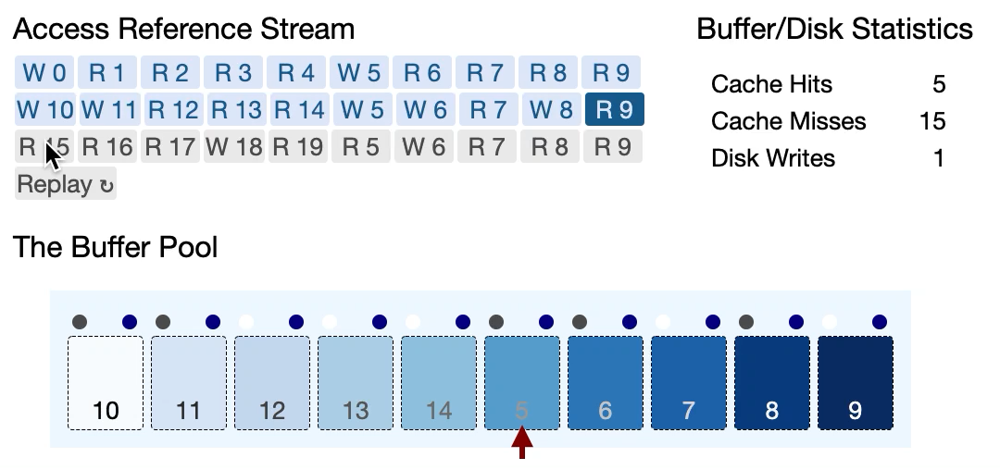 Access Reference Stream
W 0 R 1 R 2 R 3 R 4 W 5 R 6 R 7 R 8 R 9
W 10 W 11 R 12 R 13 R 14 W 5 W 6 R 7 W 8 R 9
R 15 R 16 R 17 W 18 R 19 R 5 W 6 R 7 R 8 R 9
Replay ↻
Buffer/Disk Statistics
Cache Hits 5
Cache Misses 15
Disk Writes 1
The Buffer Pool
10 11 12 13 14 5 6 7 8 9